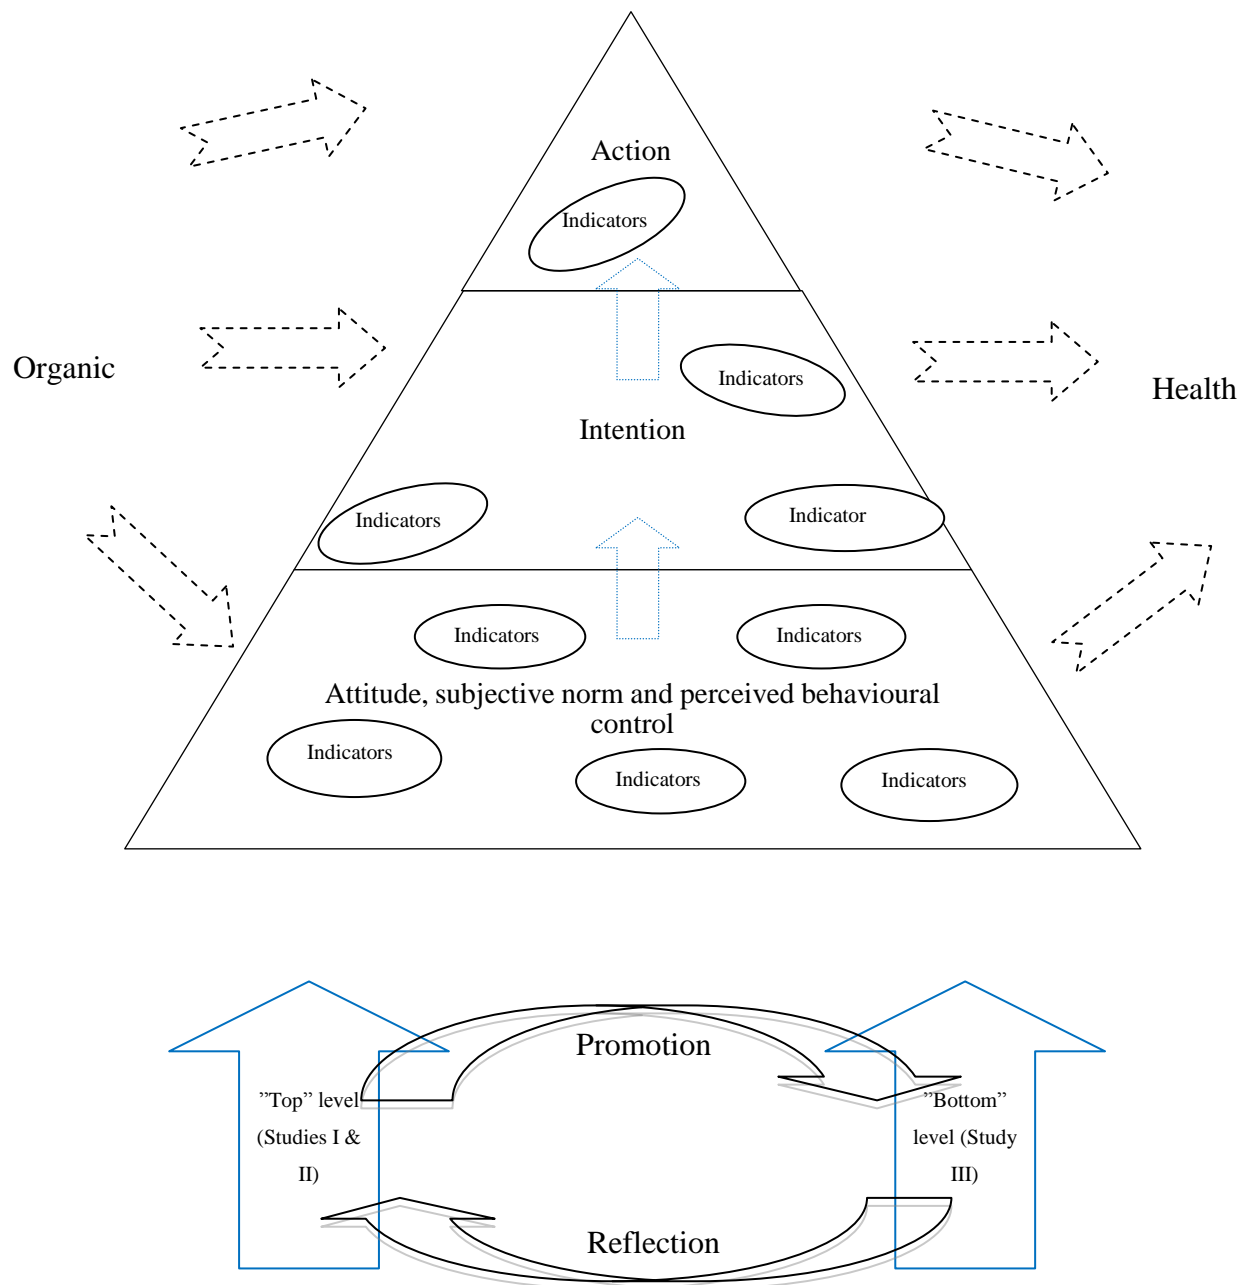 Action
Indicators
Organic
Indicators
Health
Intention
Indicators
Indicator
Indicators
Indicators
Attitude, subjective norm and perceived behavioural
control
Indicators
Indicators
Indicators
Promotion
”Top” level
(Studies I &
II)
”Bottom”
level (Study
III)
Reflection